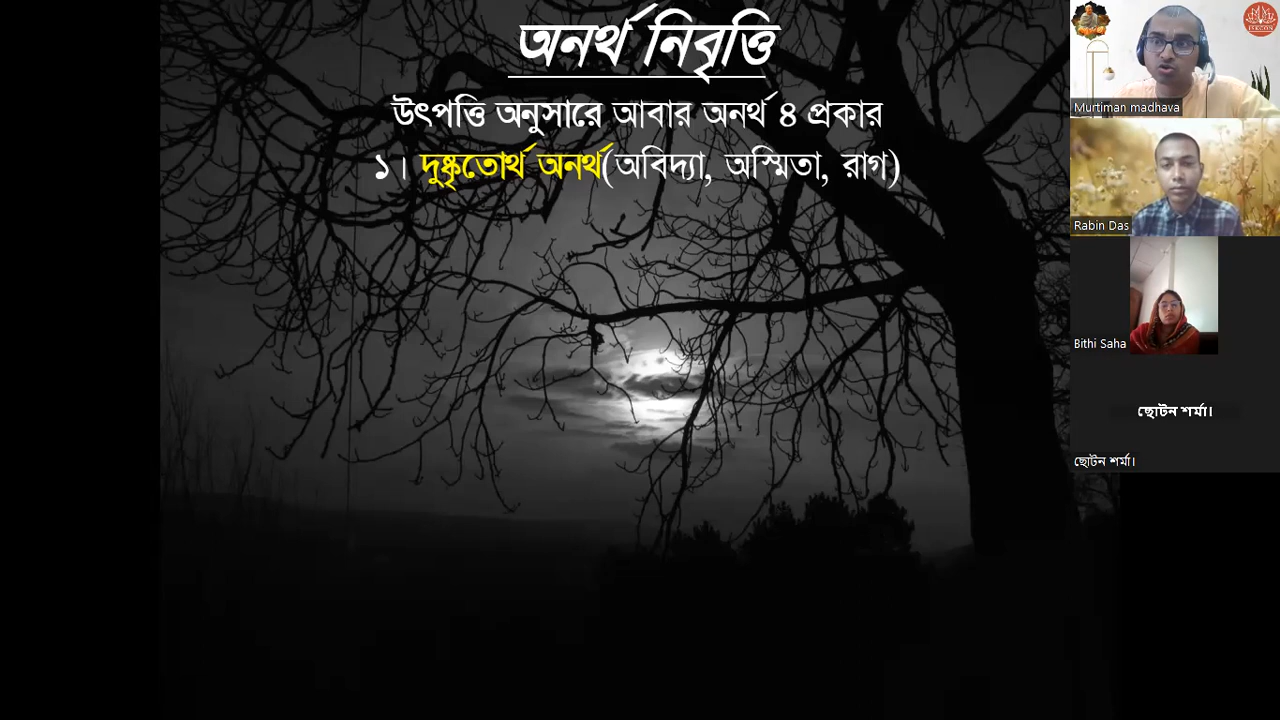 অনর্থ নিবৃত্তি
উৎপত্তি অনুসারে আবার অনর্থ ৪ প্রকার
১। দুষ্কৃতোর্থ অনর্থ(অবিদ্যা, অস্মিতা, রাগ)
Murtiman madhava
Rabin Das
Bithi Saha
ছোটন শর্মা।
ছোটন শর্মা।